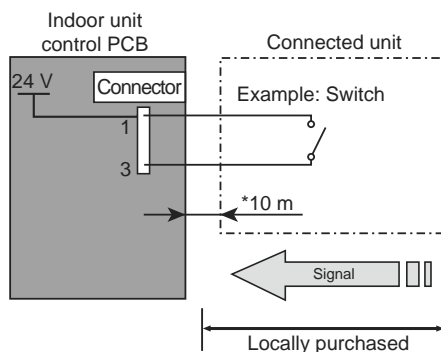 Indoor unit
control PCB
Connected unit
24 V
Connector
Example: Switch
1
3
*10 m
Signal
Locally purchased